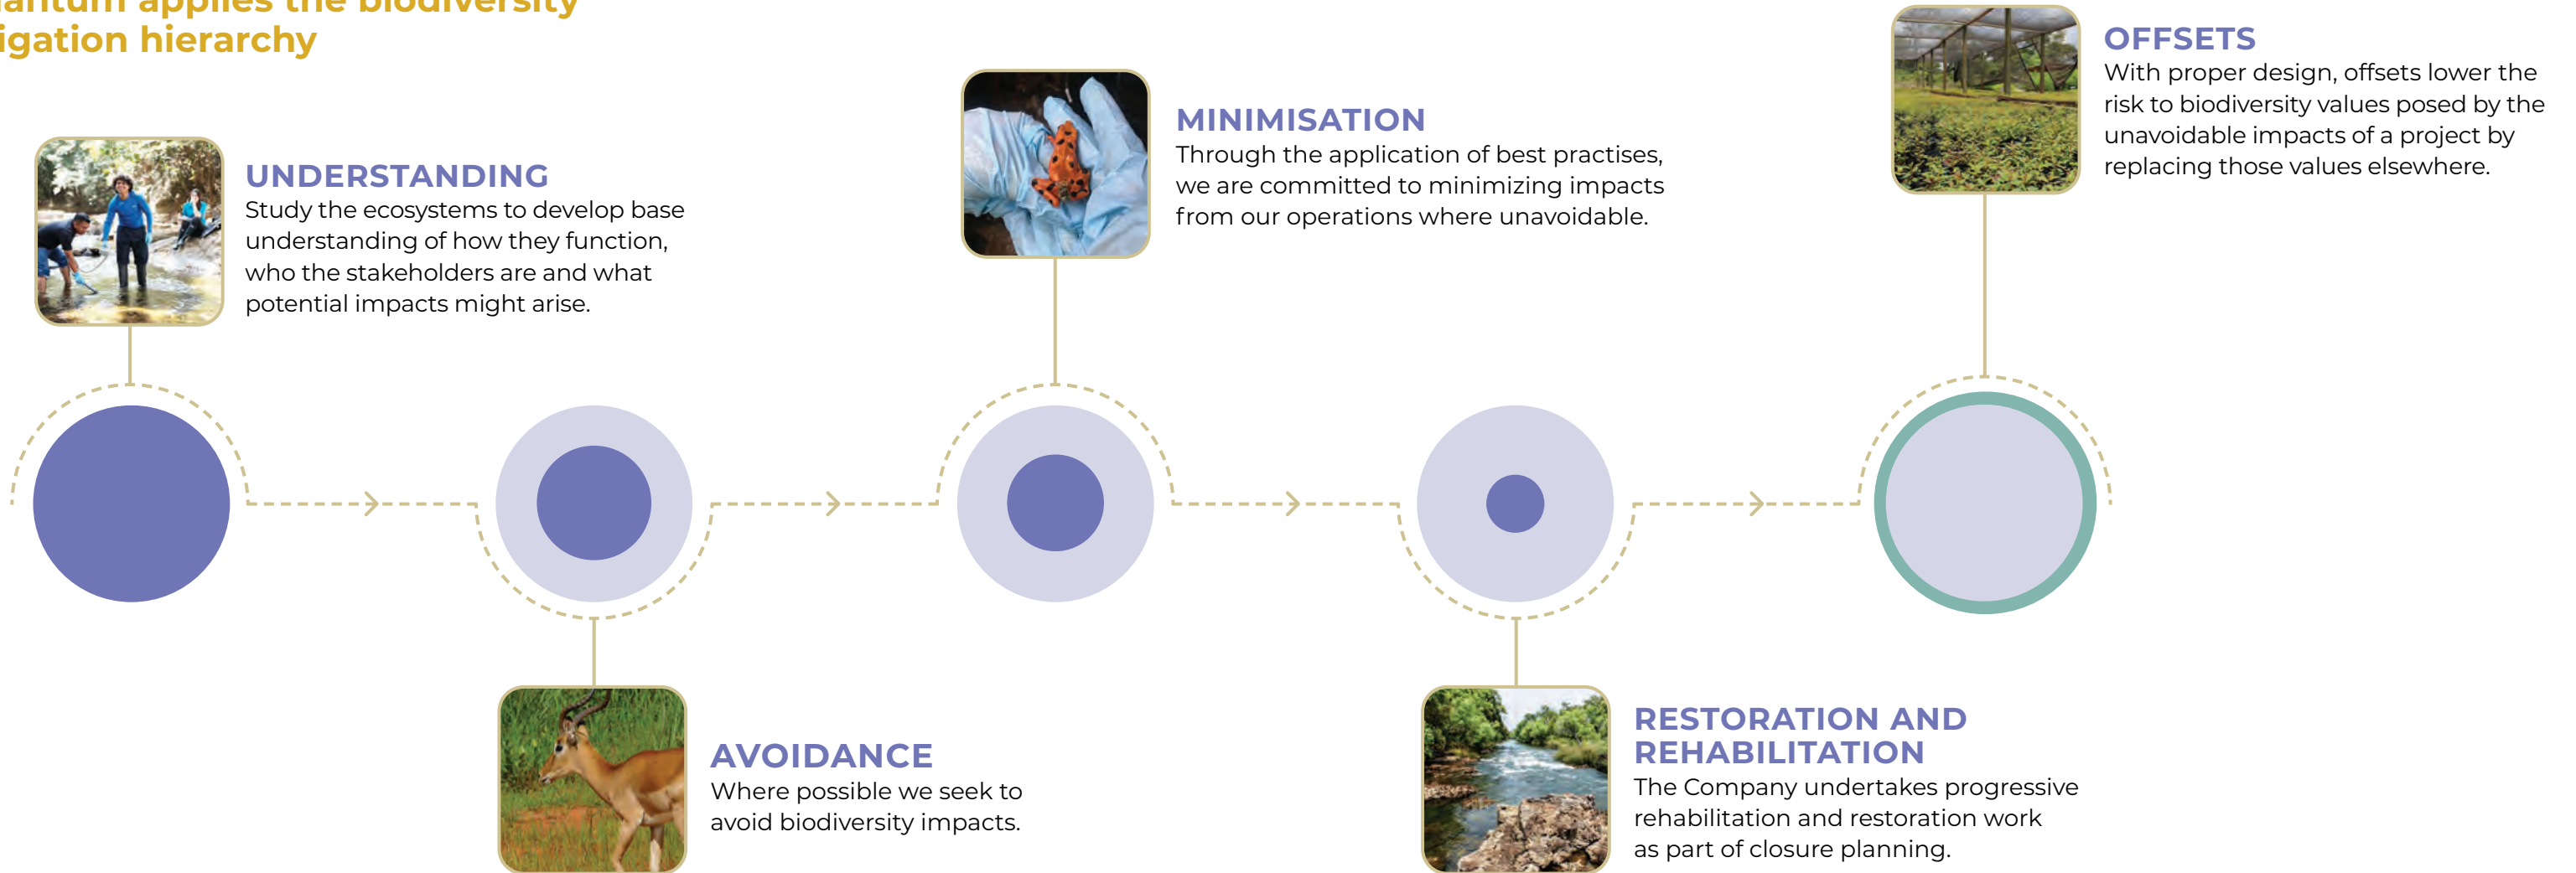 applies the biodiversity
hierarchy
UNDERSTANDING
Study the ecosystems to develop base
understanding of how they function,
who the stakeholders are and what
potential impacts might arise.
AVOIDANCE
Where possible we seek to
avoid biodiversity impacts.
MINIMISATION
Through the application of best practises,
we are committed to minimizing impacts
from our operations where unavoidable.
RESTORATION AND
REHABILITATION
The Company undertakes progressive
rehabilitation and restoration work
as part of closure planning.
OFFSETS
With proper design, offsets lower the
risk to biodiversity values posed by the
unavoidable impacts of a project by
replacing those values elsewhere.